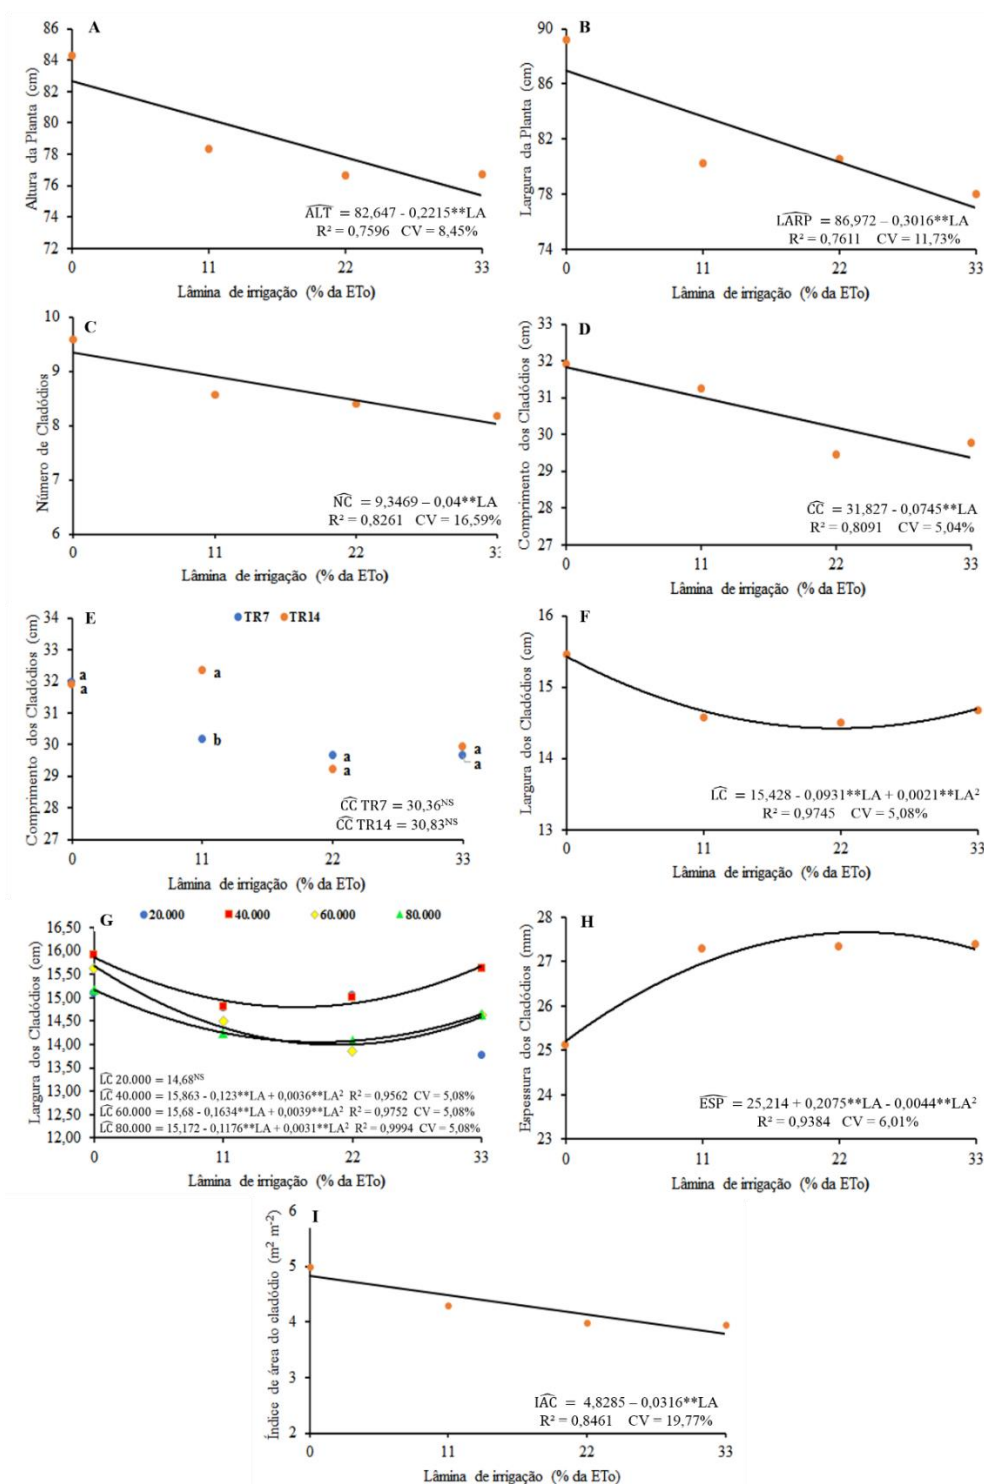 A
86
84
82
80
78
76
74
72
Altura da Planta (cm)
ALT = 82,647 - 0,2215**LA
R² = 0,7596 CV = 8,45%
0 11 22 33
Lâmina de irrigação (% da ETo)
B
90
86
82
78
74
Largura da Planta (cm)
LARP = 86,972 – 0,3016**LA
R² = 0,7611 CV = 11,73%
0 11 22 33
Lâmina de irrigação (% da ETo)
C
10
9
8
7
6
Número de Cladódios
NC = 9,3469 – 0,04**LA
R² = 0,8261 CV = 16,59%
0 11 22 33
Lâmina de irrigação (% da ETo)
D
33
32
31
30
29
28
27
Comprimento dos Cladódios (cm)
CC = 31,827 - 0,0745**LA
R² = 0,8091 CV = 5,04%
0 11 22 33
Lâmina de irrigação (% da ETo)
E
TR7 TR14
34
33
32
31
30
29
28
27
Comprimento dos Cladódios (cm)
a
a
a
b
a
a
a
a
CC TR7 = 30,36ᴺˢ
CC TR14 = 30,83ᴺˢ
0 11 22 33
Lâmina de irrigação (% da ETo)
F
16
15
14
13
Largura dos Cladódios (cm)
LC = 15,428 - 0,0931**LA + 0,0021**LA²
R² = 0,9745 CV = 5,08%
0 11 22 33
Lâmina de irrigação (% da ETo)
G
20.000 40.000 60.000 80.000
16,50
16,00
15,50
15,00
14,50
14,00
13,50
13,00
12,50
12,00
Largura dos Cladódios (cm)
LC 20.000 = 14,68ᴺˢ
LC 40.000 = 15,863 - 0,123**LA + 0,0036**LA² R² = 0,9562 CV = 5,08%
LC 60.000 = 15,68 - 0,1634**LA + 0,0039**LA² R² = 0,9752 CV = 5,08%
LC 80.000 = 15,172 - 0,1176**LA + 0,0031**LA² R² = 0,9994 CV = 5,08%
0 11 22 33
Lâmina de irrigação (% da ETo)
H
28
27
26
25
24
23
Espessura dos Cladódios (mm)
ESP = 25,214 + 0,2075**LA - 0,0044**LA²
R² = 0,9384 CV = 6,01%
0 11 22 33
Lâmina de irrigação (% da ETo)
I
6
5
4
3
2
Índice de área do cladódio (m² m⁻²)
IAC = 4,8285 – 0,0316**LA
R² = 0,8461 CV = 19,77%
0 11 22 33
Lâmina de irrigação (% da ETo)